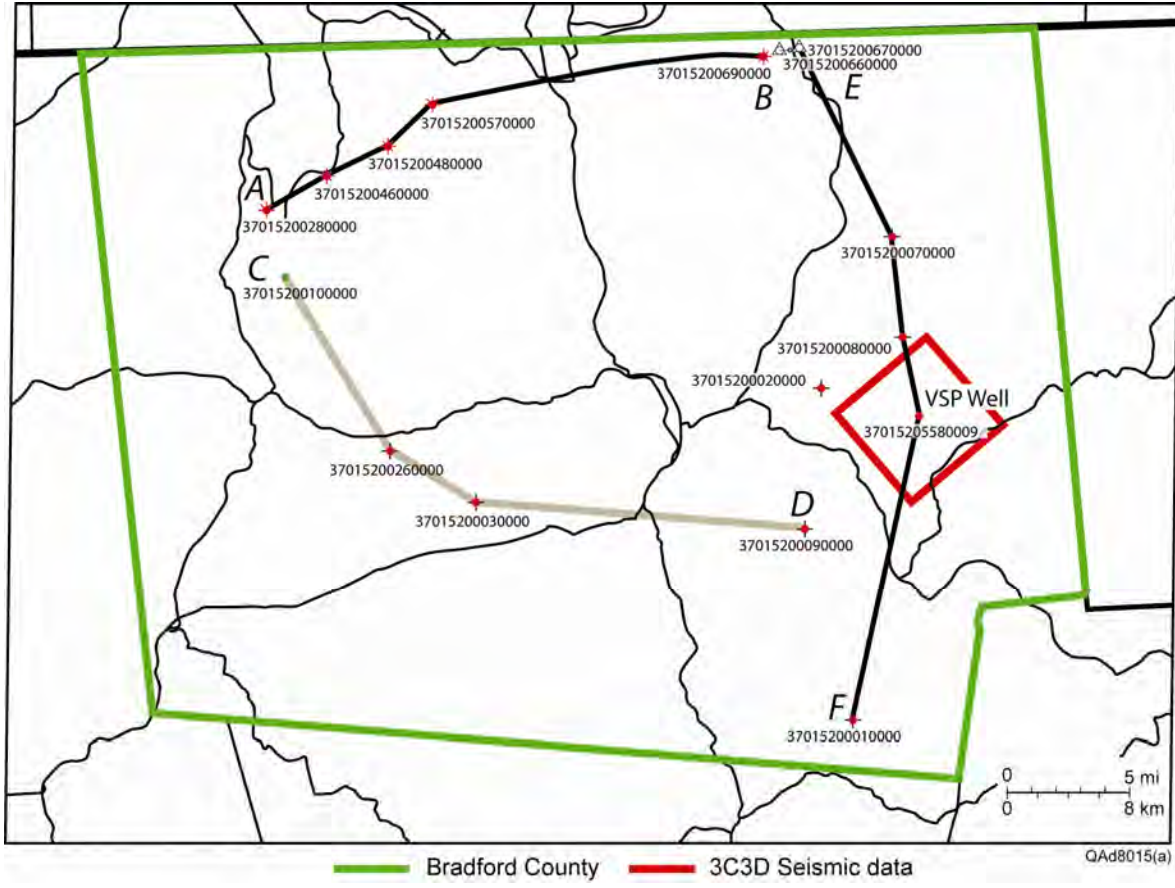 37015200670000
37015200660000
37015200690000
B
E
37015200570000
37015200480000
37015200460000
A
37015200280000
37015200070000
C
37015200100000
37015200080000
37015200020000
VSP Well
37015205580009
37015200260000
37015200030000
D
37015200090000
F
37015200010000
0 5 mi
0 8 km
QAd8015(a)
Bradford County 3C3D Seismic data